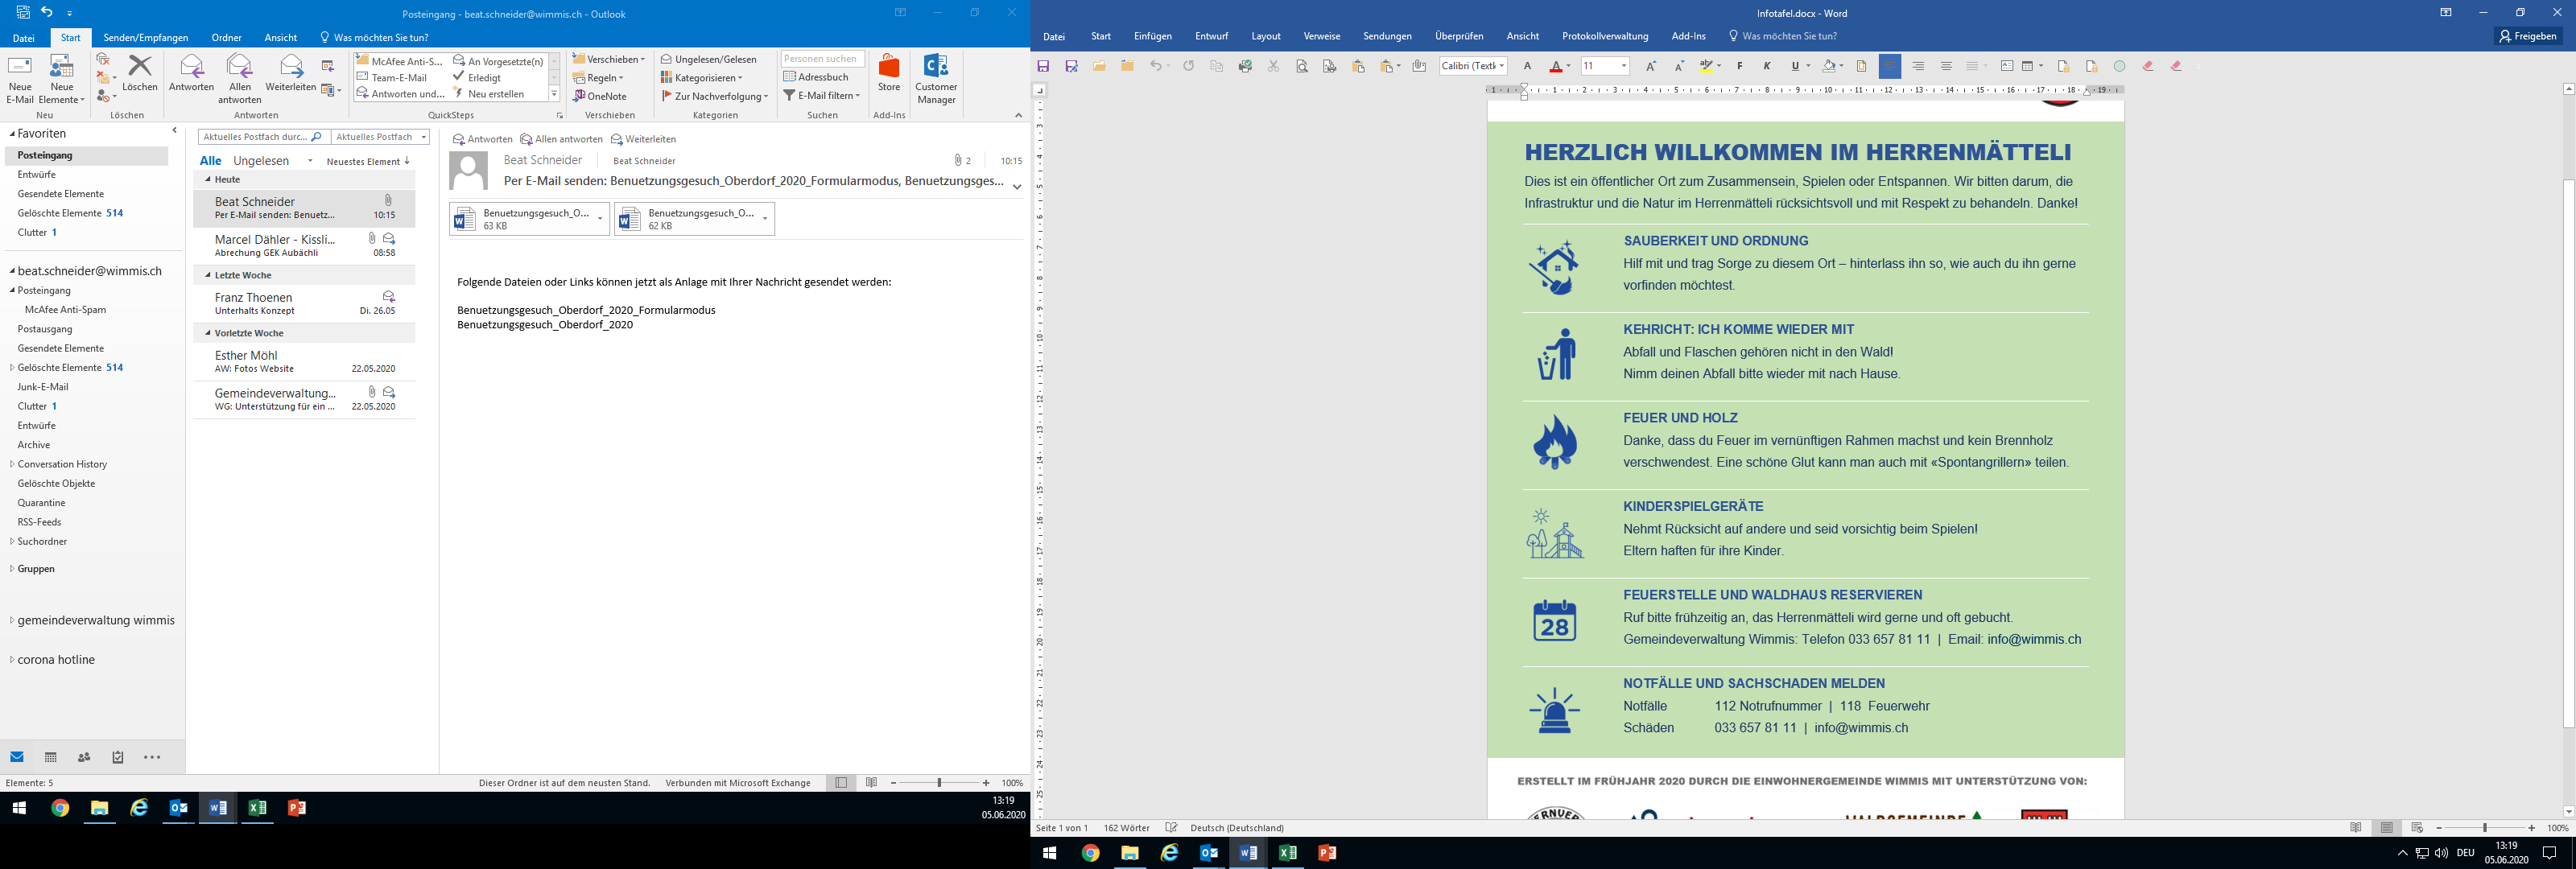 Posteingang - beat.schneider@wimmis.ch - Outlook
Datei Start Senden/Empfangen Ordner Ansicht Was möchten Sie tun?
Neue E-Mail
Neue Elemente
Neu
Löschen
Löschen
Antworten
Allen antworten
Weiterleiten
Antworten
McAfee Anti-S...
Team-E-Mail
Antworten und...
An Vorgesetzte(n)
Erledigt
Neu erstellen
QuickSteps
Verschieben
Regeln
OneNote
Verschieben
Ungelesen/Gelesen
Kategorisieren
Zur Nachverfolgung
Kategorien
Personen suchen
Adressbuch
E-Mail filtern
Suchen
Store
Add-Ins
Customer Manager
Favoriten
Posteingang
Entwürfe
Gesendete Elemente
Gelöschte Elemente 514
Clutter 1
beat.schneider@wimmis.ch
Posteingang
McAfee Anti-Spam
Postausgang
Gesendete Elemente
Gelöschte Elemente 514
Junk-E-Mail
Clutter 1
Entwürfe
Archive
Conversation History
Gelöschte Objekte
Quarantine
RSS-Feeds
Suchordner
Gruppen
gemeindeverwaltung wimmis
corona hotline
Aktuelles Postfach durc... Aktuelles Postfach
Alle Ungelesen Neuestes Element
Heute
Beat Schneider
Per E-Mail senden: Benuetz... 10:15
Marcel Dähler - Kissli...
Abrechung GEK Aubächli 08:58
Letzte Woche
Franz Thoenen
Unterhalts Konzept Di. 26.05
Vorletzte Woche
Esther Möhl
AW: Fotos Website 22.05.2020
Gemeindeverwaltung...
WG: Unterstützung für ein ... 22.05.2020
Antworten Allen antworten Weiterleiten
Beat Schneider Beat Schneider 2 10:15
Per E-Mail senden: Benuetzungsgesuch_Oberdorf_2020_Formularmodus, Benuetzungsges...
Benuetzungsgesuch_O...
63 KB
Benuetzungsgesuch_O...
62 KB
Folgende Dateien oder Links können jetzt als Anlage mit Ihrer Nachricht gesendet werden:
Benuetzungsgesuch_Oberdorf_2020_Formularmodus
Benuetzungsgesuch_Oberdorf_2020
Elemente: 5 Dieser Ordner ist auf dem neusten Stand. Verbunden mit Microsoft Exchange 100%
13:19
05.06.2020
Infotafel.docx - Word
Datei Start Einfügen Entwurf Layout Verweise Sendungen Überprüfen Ansicht Protokollverwaltung Add-Ins Was möchten Sie tun? Freigeben
Calibri (Textk 11 F K U
HERZLICH WILLKOMMEN IM HERRENMÄTTELI
Dies ist ein öffentlicher Ort zum Zusammensein, Spielen oder Entspannen. Wir bitten darum, die
Infrastruktur und die Natur im Herrenmätteli rücksichtsvoll und mit Respekt zu behandeln. Danke!
SAUBERKEIT UND ORDNUNG
Hilf mit und trag Sorge zu diesem Ort – hinterlass ihn so, wie auch du ihn gerne
vorfinden möchtest.
KEHRICHT: ICH KOMME WIEDER MIT
Abfall und Flaschen gehören nicht in den Wald!
Nimm deinen Abfall bitte wieder mit nach Hause.
FEUER UND HOLZ
Danke, dass du Feuer im vernünftigen Rahmen machst und kein Brennholz
verschwendest. Eine schöne Glut kann man auch mit «Spontangrillern» teilen.
KINDERSPIELGERÄTE
Nehmt Rücksicht auf andere und seid vorsichtig beim Spielen!
Eltern haften für ihre Kinder.
28
FEUERSTELLE UND WALDHAUS RESERVIEREN
Ruf bitte frühzeitig an, das Herrenmätteli wird gerne und oft gebucht.
Gemeindeverwaltung Wimmis: Telefon 033 657 81 11 | Email: info@wimmis.ch
NOTFÄLLE UND SACHSCHADEN MELDEN
Notfälle 112 Notrufnummer | 118 Feuerwehr
Schäden 033 657 81 11 | info@wimmis.ch
ERSTELLT IM FRÜHJAHR 2020 DURCH DIE EINWOHNERGEMEINDE WIMMIS MIT UNTERSTÜTZUNG VON:
Seite 1 von 1 162 Wörter Deutsch (Deutschland) 100%
DEU
13:19
05.06.2020